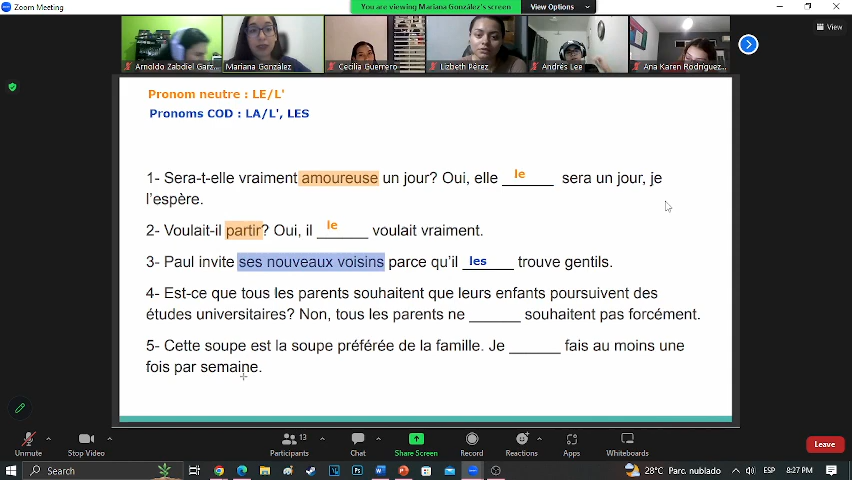 Zoom Meeting
You are viewing Mariana González's screen
View Options
View
Arnoldo Zabdiel Garz...
Mariana González
Cecilia Guerrero
Lizbeth Pérez
Andrés Lee
Ana Karen Rodríguez...
Pronom neutre : LE/L'
Pronoms COD : LA/L', LES
1- Sera-t-elle vraiment amoureuse un jour? Oui, elle le sera un jour, je
l'espère.
2- Voulait-il partir? Oui, il le voulait vraiment.
3- Paul invite ses nouveaux voisins parce qu'il les trouve gentils.
4- Est-ce que tous les parents souhaitent que leurs enfants poursuivent des
études universitaires? Non, tous les parents ne ______ souhaitent pas forcément.
5- Cette soupe est la soupe préférée de la famille. Je ______ fais au moins une
fois par semaine.
Unmute
Stop Video
13
Participants
Chat
Share Screen
Record
Reactions
Apps
Whiteboards
Leave
Search
28°C Parc. nublado
ESP
8:27 PM